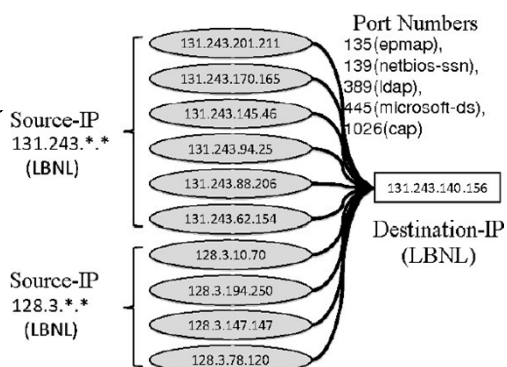 Port Numbers
135(epmap),
139(netbios-ssn),
389(ldap),
445(microsoft-ds),
1026(cap)
Source-IP
131.243.*.*
(LBNL)
131.243.201.211
131.243.170.165
131.243.145.46
131.243.94.25
131.243.88.206
131.243.62.154
Source-IP
128.3.*.*
(LBNL)
128.3.10.70
128.3.194.250
128.3.147.147
128.3.78.120
131.243.140.156
Destination-IP
(LBNL)